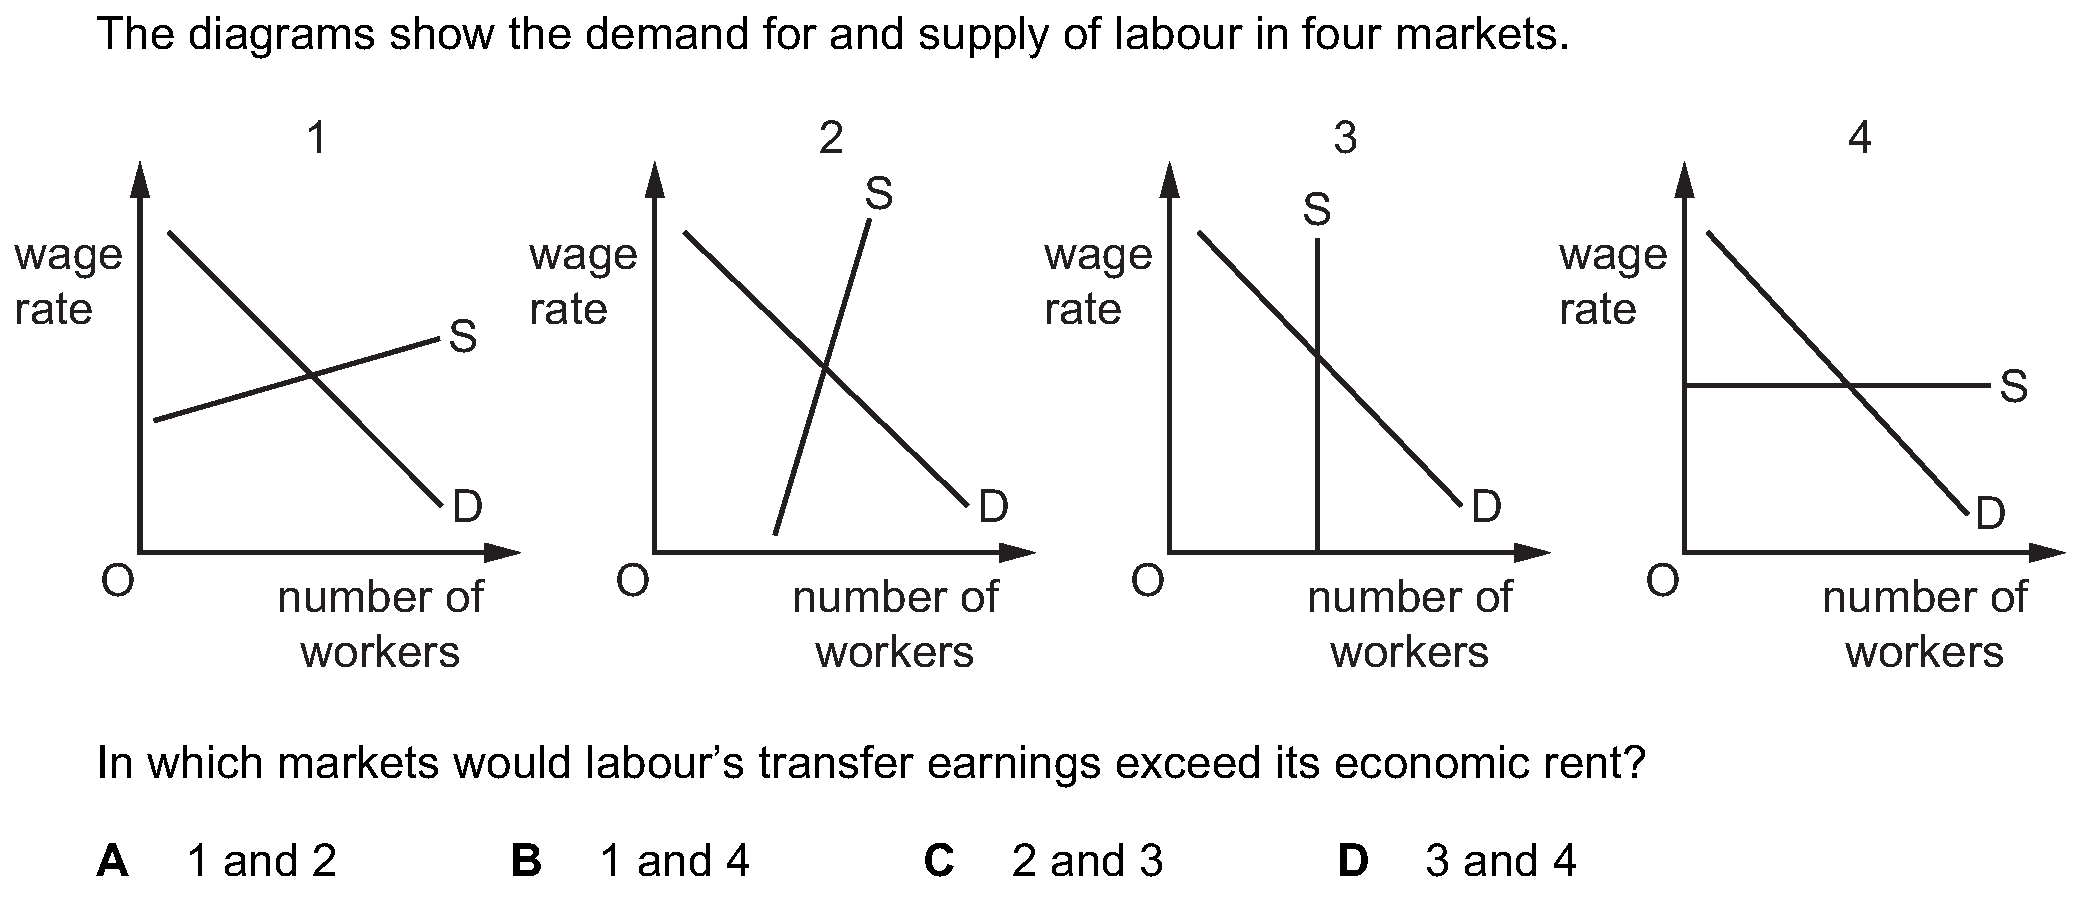 The diagrams show the demand for and supply of labour in four markets.
1
2
3
4
wage
rate
S
D
O
number of
workers
wage
rate
S
D
O
number of
workers
wage
rate
S
D
O
number of
workers
wage
rate
S
D
O
number of
workers
In which markets would labour’s transfer earnings exceed its economic rent?
A 1 and 2 B 1 and 4 C 2 and 3 D 3 and 4